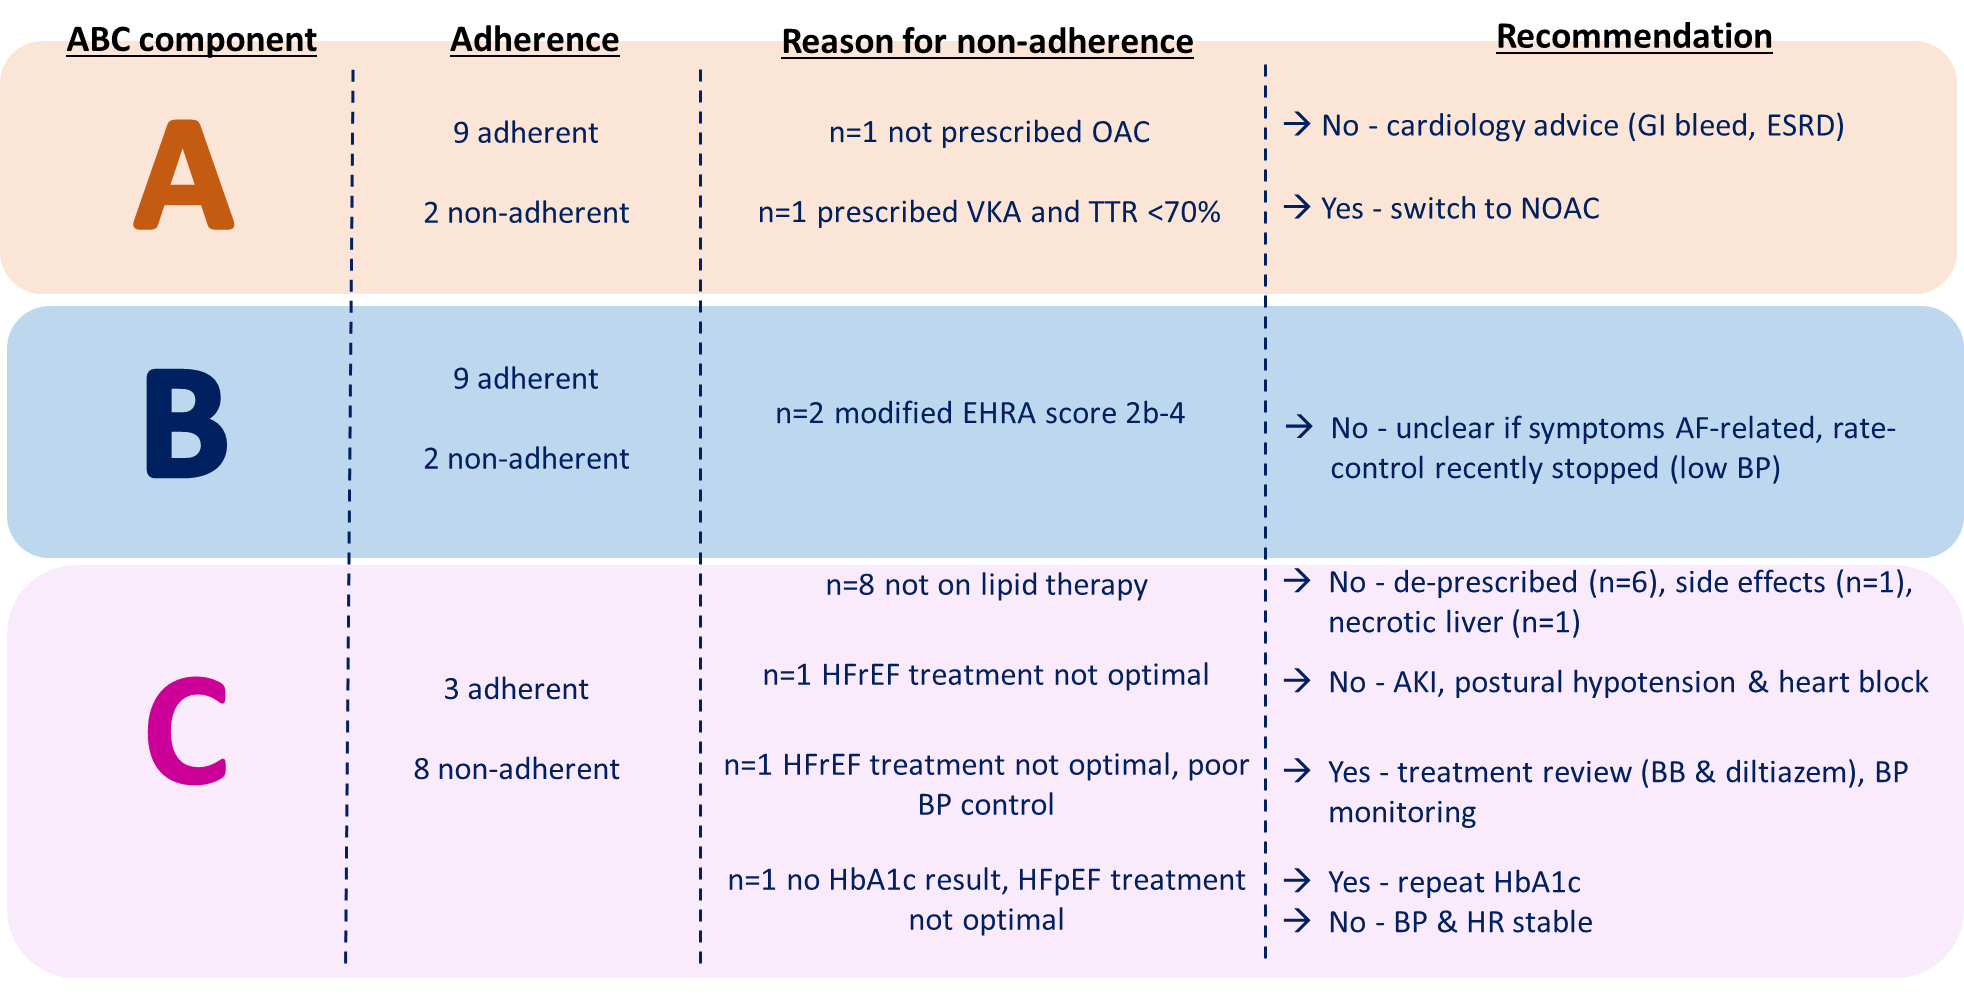 ABC component
Adherence
Reason for non-adherence
Recommendation
A
9 adherent
2 non-adherent
n=1 not prescribed OAC
n=1 prescribed VKA and TTR <70%
→ No - cardiology advice (GI bleed, ESRD)
→ Yes - switch to NOAC
B
9 adherent
2 non-adherent
n=2 modified EHRA score 2b-4
→ No - unclear if symptoms AF-related, rate-
control recently stopped (low BP)
C
3 adherent
8 non-adherent
n=8 not on lipid therapy
→ No - de-prescribed (n=6), side effects (n=1),
necrotic liver (n=1)
n=1 HFrEF treatment not optimal
→ No - AKI, postural hypotension & heart block
n=1 HFrEF treatment not optimal, poor
BP control
→ Yes - treatment review (BB & diltiazem), BP
monitoring
n=1 no HbA1c result, HFpEF treatment
not optimal
→ Yes - repeat HbA1c
→ No - BP & HR stable